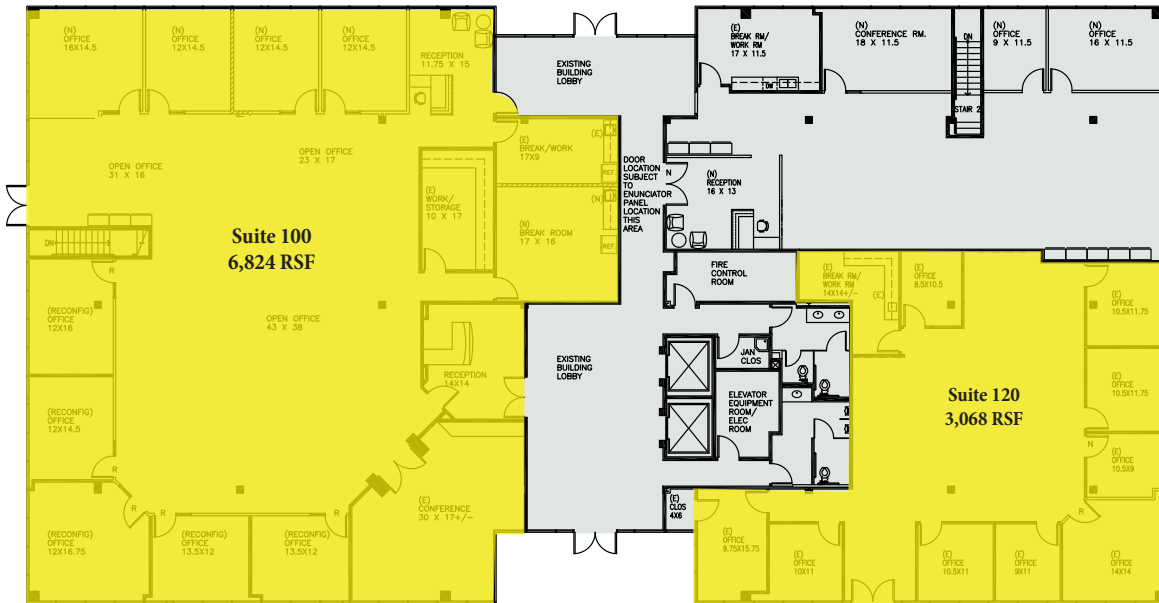 (N)
OFFICE
16X14.5
(N)
OFFICE
12X14.5
(N)
OFFICE
12X14.5
(N)
OFFICE
12X14.5
RECEPTION
11.75 X 15
EXISTING
BUILDING
LOBBY
(E)
BREAK RM/
WORK RM
17 X 11.5
DW
(N)
CONFERENCE RM.
18 X 11.5
DN
STAIR 2
(N)
OFFICE
9 X 11.5
(N)
OFFICE
16 X 11.5
OPEN OFFICE
31 X 16
OPEN OFFICE
23 X 17
(E)
BREAK/WORK
17X9
(E)
REF.
(E)
WORK/
STORAGE
10 X 17
(N)
BREAK ROOM
17 X 16
(N)
REF.
DOOR
LOCATION
SUBJECT
TO
ENUNCIATOR
PANEL
LOCATION
THIS
AREA
N
(N)
RECEPTION
16 X 13
DN
Suite 100
6,824 RSF
R
(RECONFIG)
OFFICE
12X16
OPEN OFFICE
43 X 38
FIRE
CONTROL
ROOM
(E)
BREAK RM/
WORK RM
14X14+/-
(E)
(E)
OFFICE
8.5X10.5
(E)
OFFICE
10.5X11.75
RECEPTION
14X14
EXISTING
BUILDING
LOBBY
JAN
CLOS
ELEVATOR
EQUIPMENT
ROOM/
ELEC
ROOM
(E)
OFFICE
10.5X11.75
Suite 120
3,068 RSF
(RECONFIG)
OFFICE
12X14.5
R
N
(E)
OFFICE
10.5X9
(E)
CONFERENCE
30 X 17+/-
(E)
CLOS
4X6
R
R
R
(RECONFIG)
OFFICE
12X16.75
(RECONFIG)
OFFICE
13.5X12
(RECONFIG)
OFFICE
13.5X12
(E)
OFFICE
9.75X15.75
(E)
OFFICE
10X11
(E)
OFFICE
10.5X11
(E)
OFFICE
9X11
(E)
OFFICE
14X14